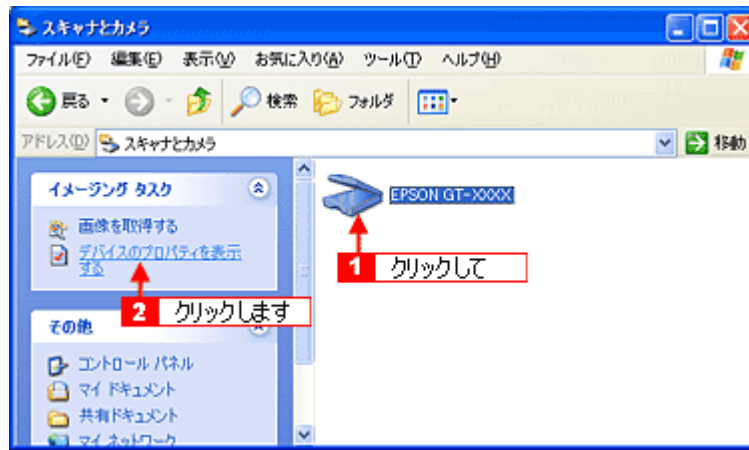 スキャナとカメラ
ファイル(F) 編集(E) 表示(V) お気に入り(A) ツール(T) ヘルプ(H)
戻る 検索 フォルダ
アドレス(D) スキャナとカメラ 移動
イメージング タスク
画像を取得する
デバイスのプロパティを表示
する
EPSON GT-XXXX
1 クリックして
2 クリックします
その他
コントロール パネル
マイ ドキュメント
共有ドキュメント
マイ ネットワーク